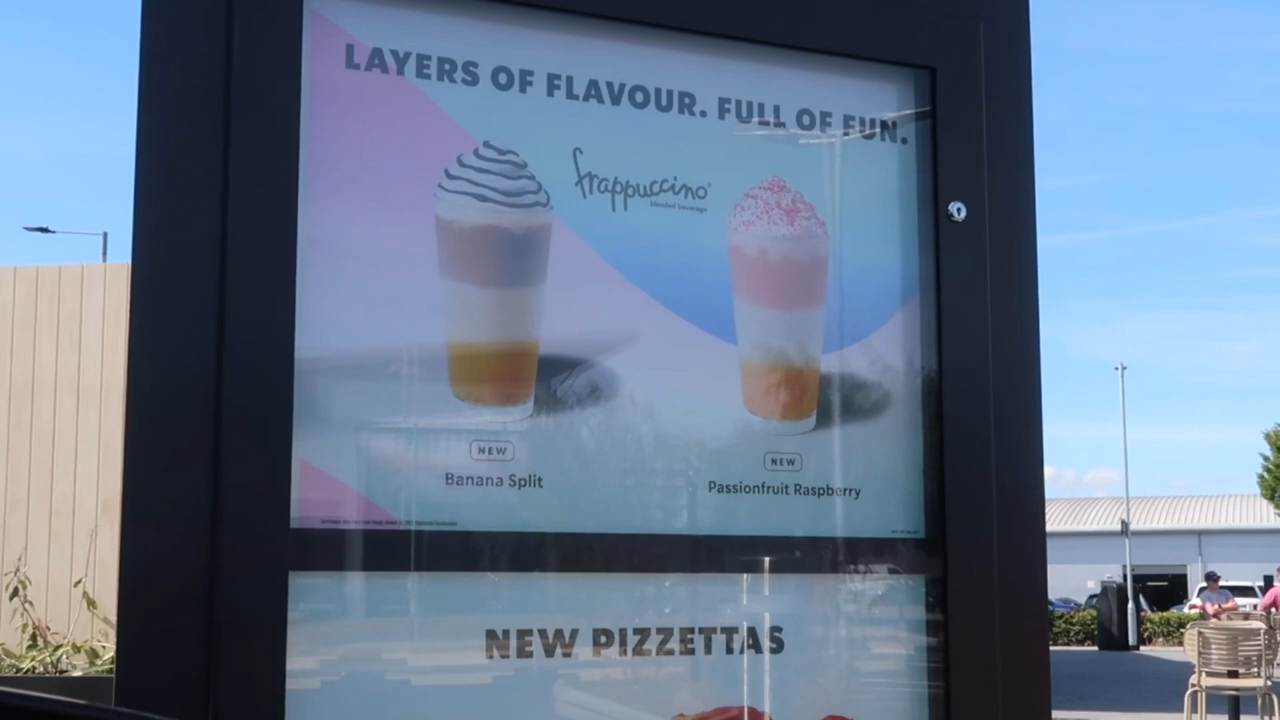 LAYERS OF FLAVOUR. FULL OF FUN.
frappuccino®
blended beverage
NEW
Banana Split
NEW
Passionfruit Raspberry
NEW PIZZETTAS